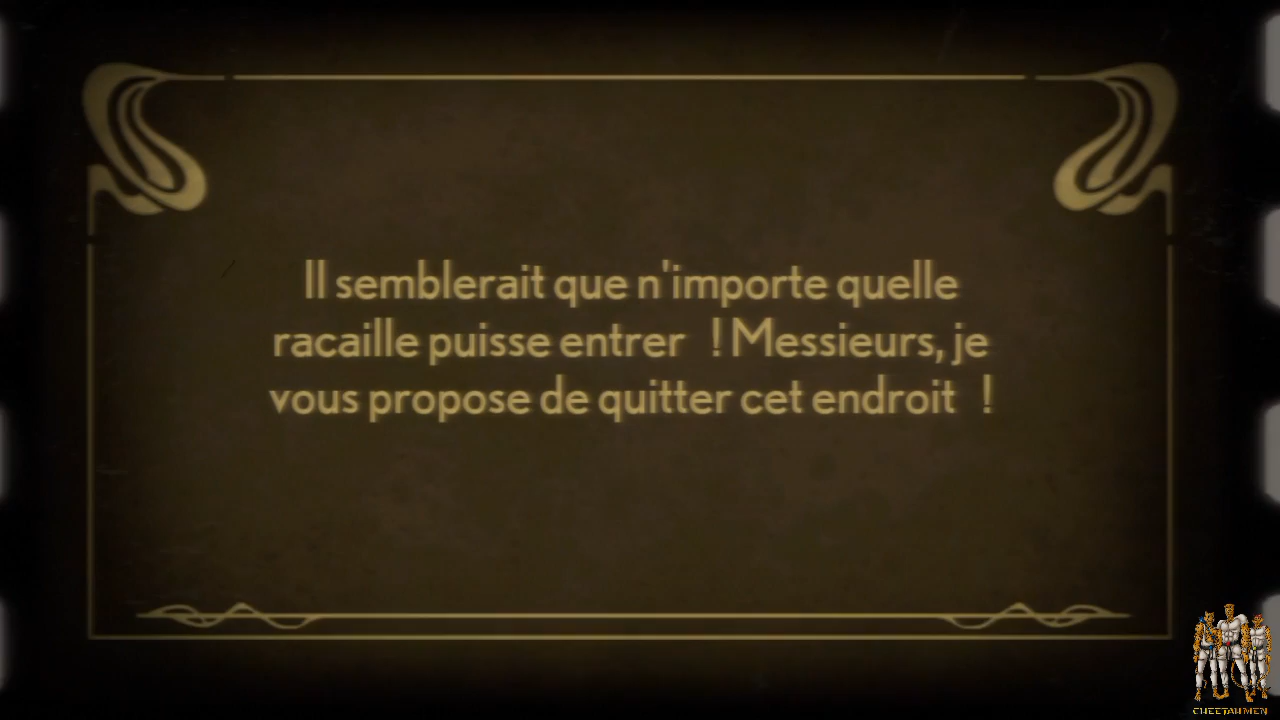 Il semblerait que n'importe quelle
racaille puisse entrer ! Messieurs, je
vous propose de quitter cet endroit !
CHEETAHMEN